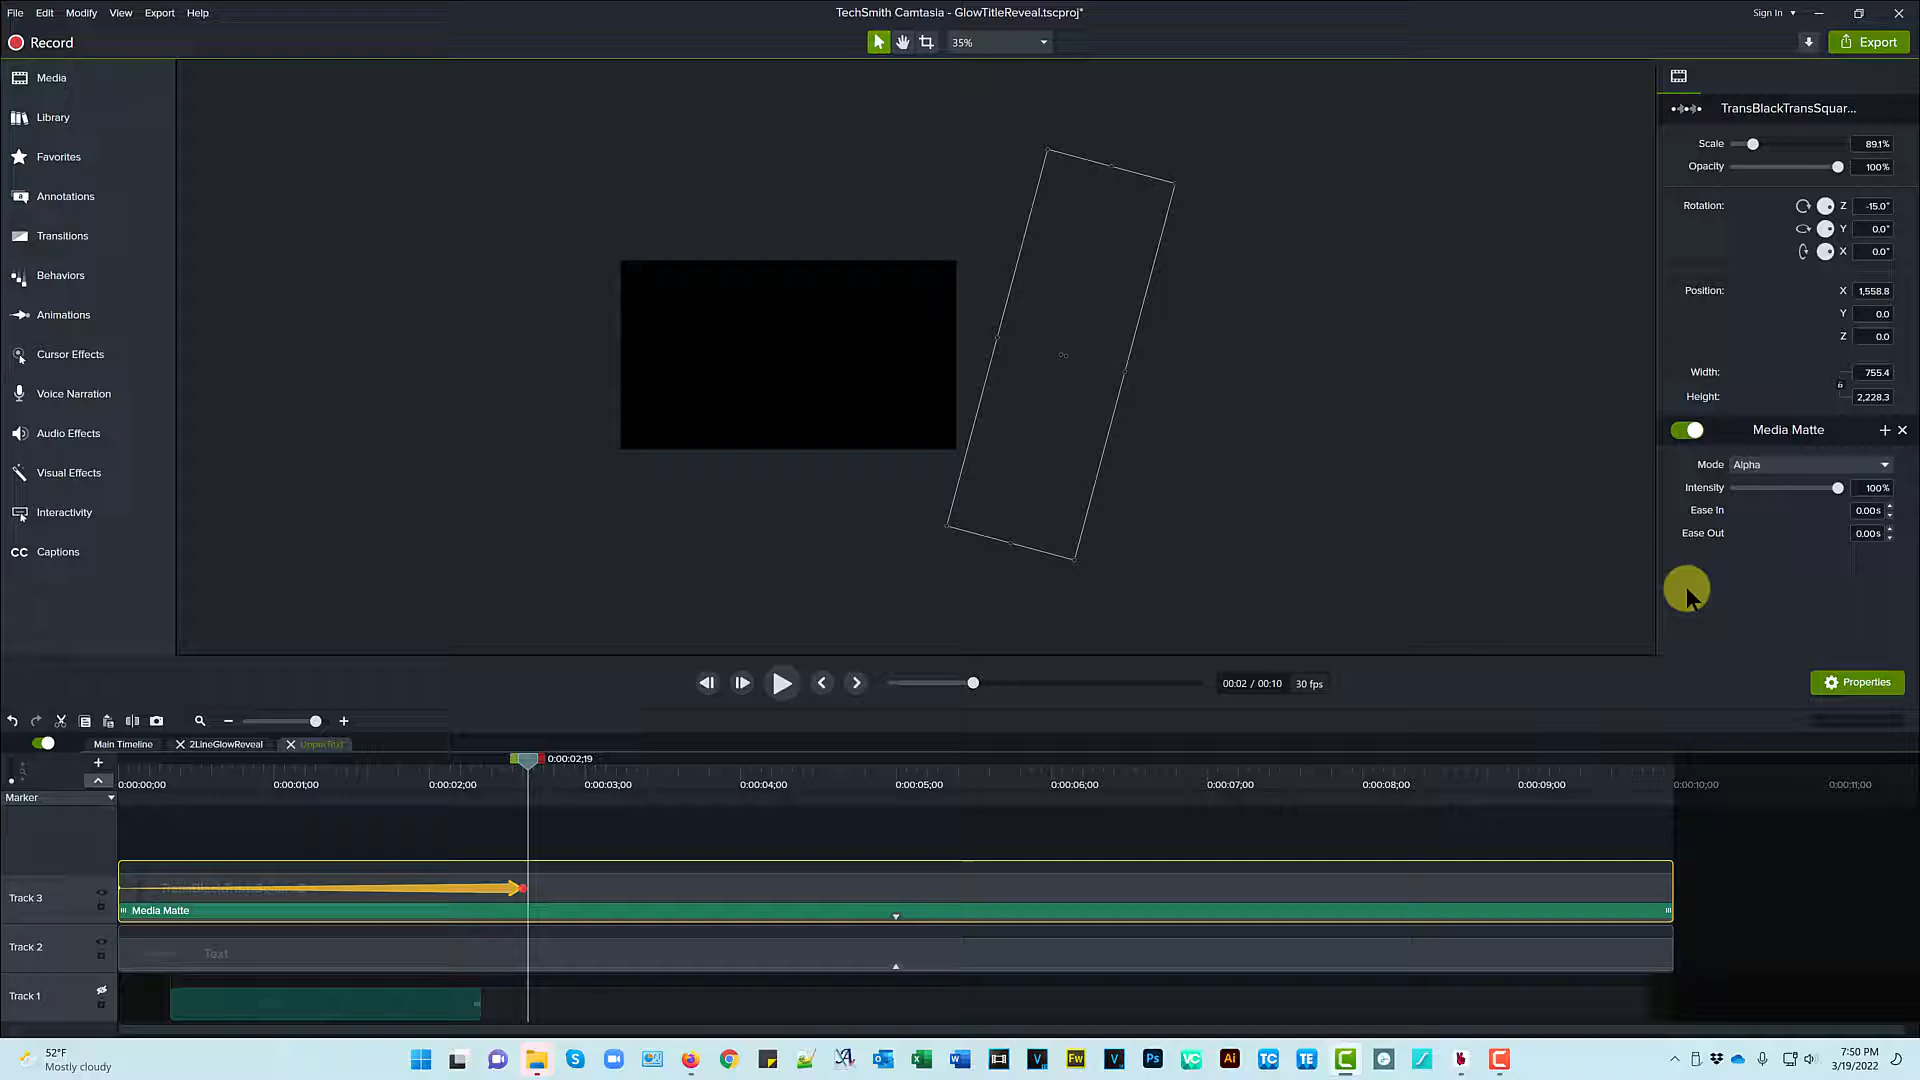 File Edit Modify View Export Help
TechSmith Camtasia - GlowTitleReveal.tscproj*
Sign In
Record
35%
Export
Media
Library
Favorites
Annotations
Transitions
Behaviors
Animations
Cursor Effects
Voice Narration
Audio Effects
Visual Effects
Interactivity
CC Captions
TransBlackTransSquar...
Scale 89.1%
Opacity 100%
Rotation: Z -15.0°
Y 0.0°
X 0.0°
Position: X 1,558.8
Y 0.0
Z 0.0
Width: 755.4
Height: 2,228.3
Media Matte
Mode Alpha
Intensity 100%
Ease In 0.00s
Ease Out 0.00s
00:02 / 00:10 30 fps
Properties
Main Timeline 2LineGlowReveal UpperText
0:00:02;19
0:00:00;00 0:00:01;00 0:00:02;00 0:00:03;00 0:00:04;00 0:00:05;00 0:00:06;00 0:00:07;00 0:00:08;00 0:00:09;00 0:00:10;00 0:00:11;00
Marker
Track 3
Media Matte
Track 2
Text
Track 1
52°F
Mostly cloudy
Fw
Ps
VC
Ai
TC
TE
7:50 PM
3/19/2022